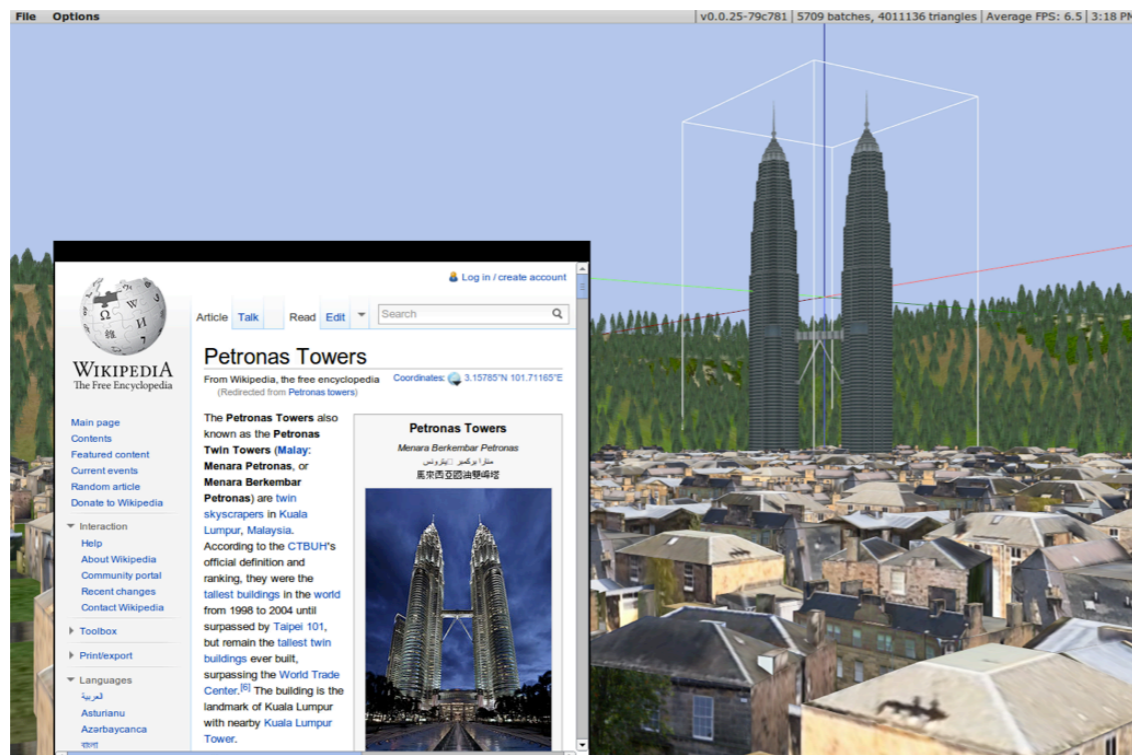 File Options v0.0.25-79c781 5709 batches, 4011136 triangles Average FPS: 6.5 3:18 PM
Log in / create account
Article Talk Read Edit Search
WIKIPEDIA
The Free Encyclopedia
Main page
Contents
Featured content
Current events
Random article
Donate to Wikipedia
Interaction
Help
About Wikipedia
Community portal
Recent changes
Contact Wikipedia
Toolbox
Print/export
Languages
العربية
Asturianu
Azərbaycanca
বাংলা
Petronas Towers
From Wikipedia, the free encyclopedia Coordinates: 3.15785°N 101.71165°E
(Redirected from Petronas towers)
The Petronas Towers also
known as the Petronas
Twin Towers (Malay:
Menara Petronas, or
Menara Berkembar
Petronas) are twin
skyscrapers in Kuala
Lumpur, Malaysia.
According to the CTBUH's
official definition and
ranking, they were the
tallest buildings in the world
from 1998 to 2004 until
surpassed by Taipei 101,
but remain the tallest twin
buildings ever built,
surpassing the World Trade
Center.[6] The building is the
landmark of Kuala Lumpur
with nearby Kuala Lumpur
Tower.
Petronas Towers
Menara Berkembar Petronas
منارا برکمبر
馬來西亞國油雙峰塔